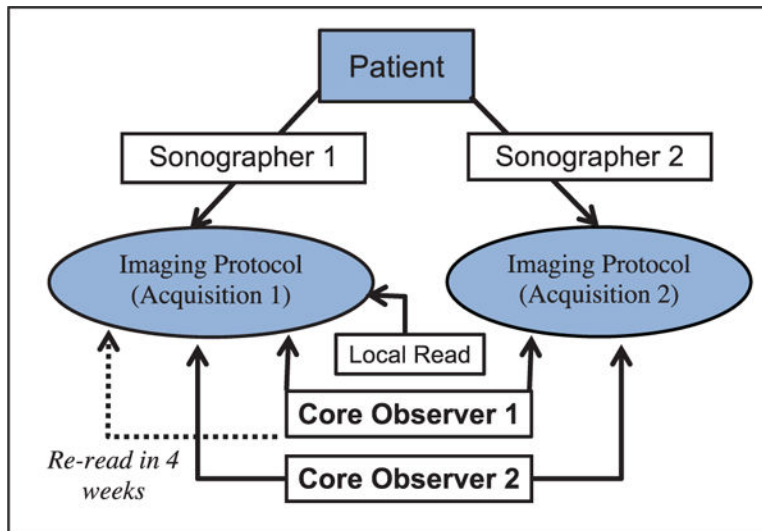 Patient
Sonographer 1
Sonographer 2
Imaging Protocol
(Acquisition 1)
Imaging Protocol
(Acquisition 2)
Local Read
Core Observer 1
Re-read in 4
weeks
Core Observer 2